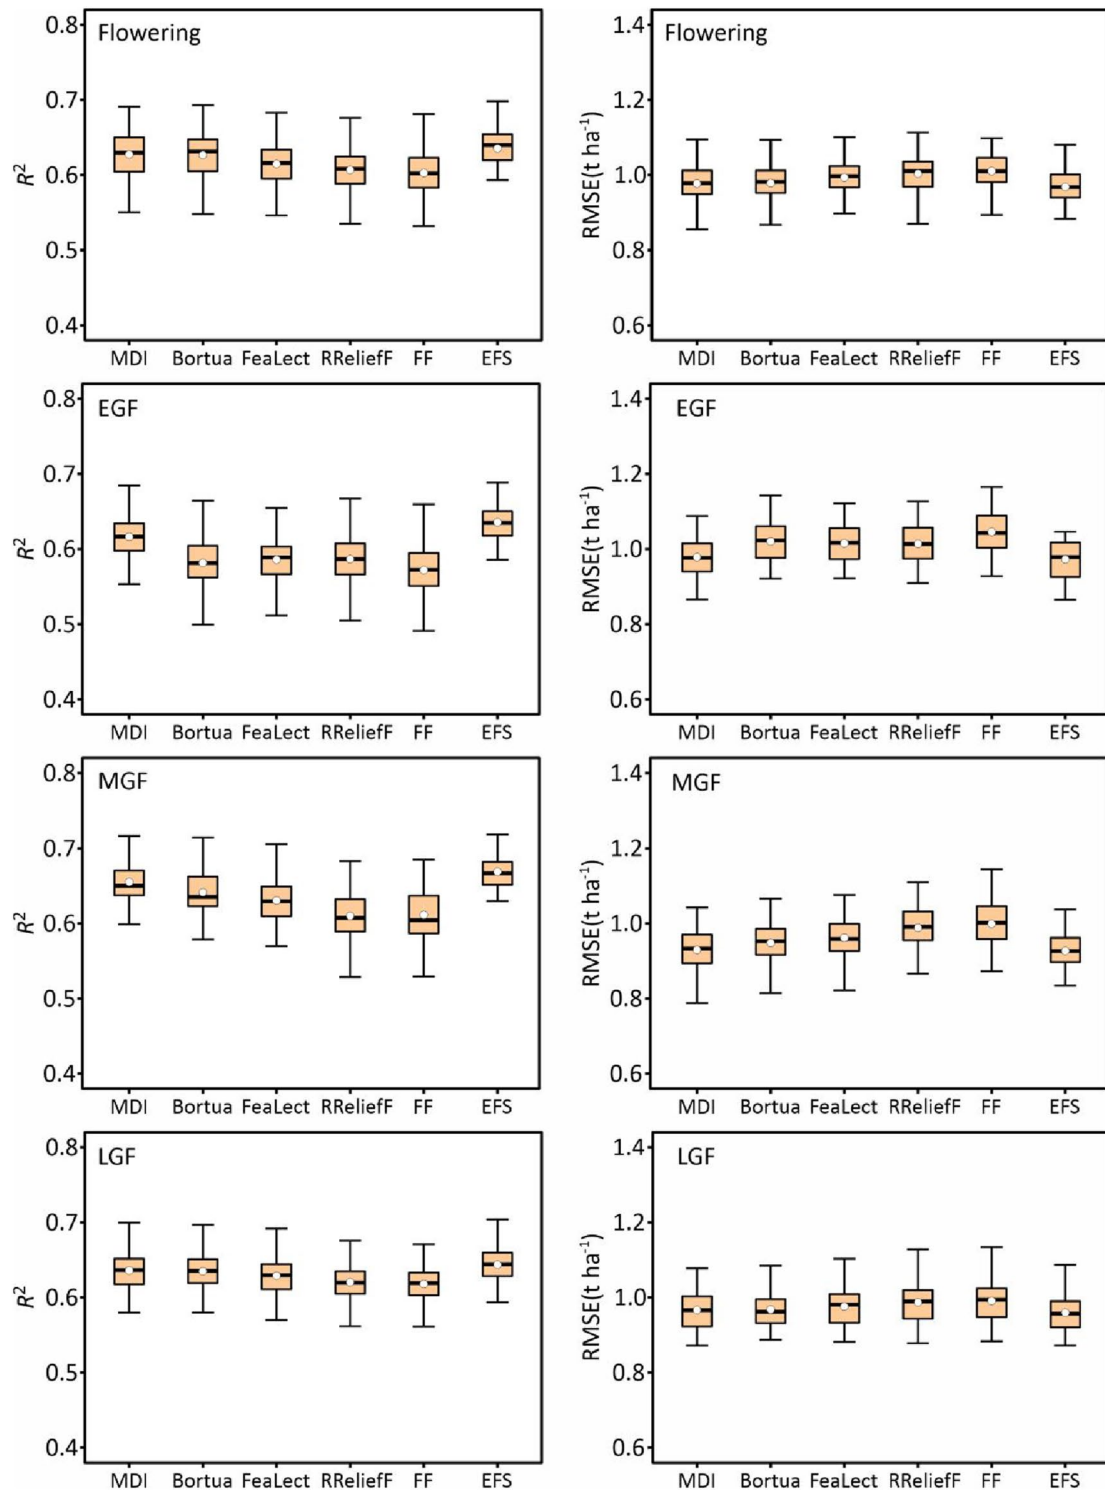 Flowering
R²
0.8
0.7
0.6
0.5
0.4
MDI Bortua FeaLect RReliefF FF EFS
Flowering
RMSE(t ha⁻¹)
1.4
1.2
1.0
0.8
0.6
MDI Bortua FeaLect RReliefF FF EFS
EGF
R²
0.8
0.7
0.6
0.5
0.4
MDI Bortua FeaLect RReliefF FF EFS
EGF
RMSE(t ha⁻¹)
1.4
1.2
1.0
0.8
0.6
MDI Bortua FeaLect RReliefF FF EFS
MGF
R²
0.8
0.7
0.6
0.5
0.4
MDI Bortua FeaLect RReliefF FF EFS
MGF
RMSE(t ha⁻¹)
1.4
1.2
1.0
0.8
0.6
MDI Bortua FeaLect RReliefF FF EFS
LGF
R²
0.8
0.7
0.6
0.5
0.4
MDI Bortua FeaLect RReliefF FF EFS
LGF
RMSE(t ha⁻¹)
1.4
1.2
1.0
0.8
0.6
MDI Bortua FeaLect RReliefF FF EFS